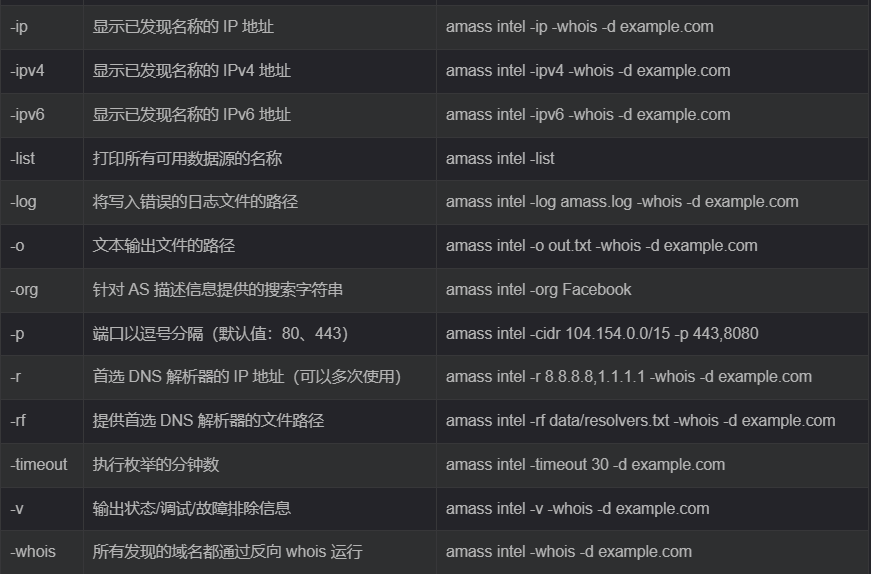 -ip 显示已发现名称的 IP 地址 amass intel -ip -whois -d example.com
-ipv4 显示已发现名称的 IPv4 地址 amass intel -ipv4 -whois -d example.com
-ipv6 显示已发现名称的 IPv6 地址 amass intel -ipv6 -whois -d example.com
-list 打印所有可用数据源的名称 amass intel -list
-log 将写入错误的日志文件的路径 amass intel -log amass.log -whois -d example.com
-o 文本输出文件的路径 amass intel -o out.txt -whois -d example.com
-org 针对 AS 描述信息提供的搜索字符串 amass intel -org Facebook
-p 端口以逗号分隔（默认值：80、443） amass intel -cidr 104.154.0.0/15 -p 443,8080
-r 首选 DNS 解析器的 IP 地址（可以多次使用） amass intel -r 8.8.8.8,1.1.1.1 -whois -d example.com
-rf 提供首选 DNS 解析器的文件路径 amass intel -rf data/resolvers.txt -whois -d example.com
-timeout 执行枚举的分钟数 amass intel -timeout 30 -d example.com
-v 输出状态/调试/故障排除信息 amass intel -v -whois -d example.com
-whois 所有发现的域名都通过反向 whois 运行 amass intel -whois -d example.com